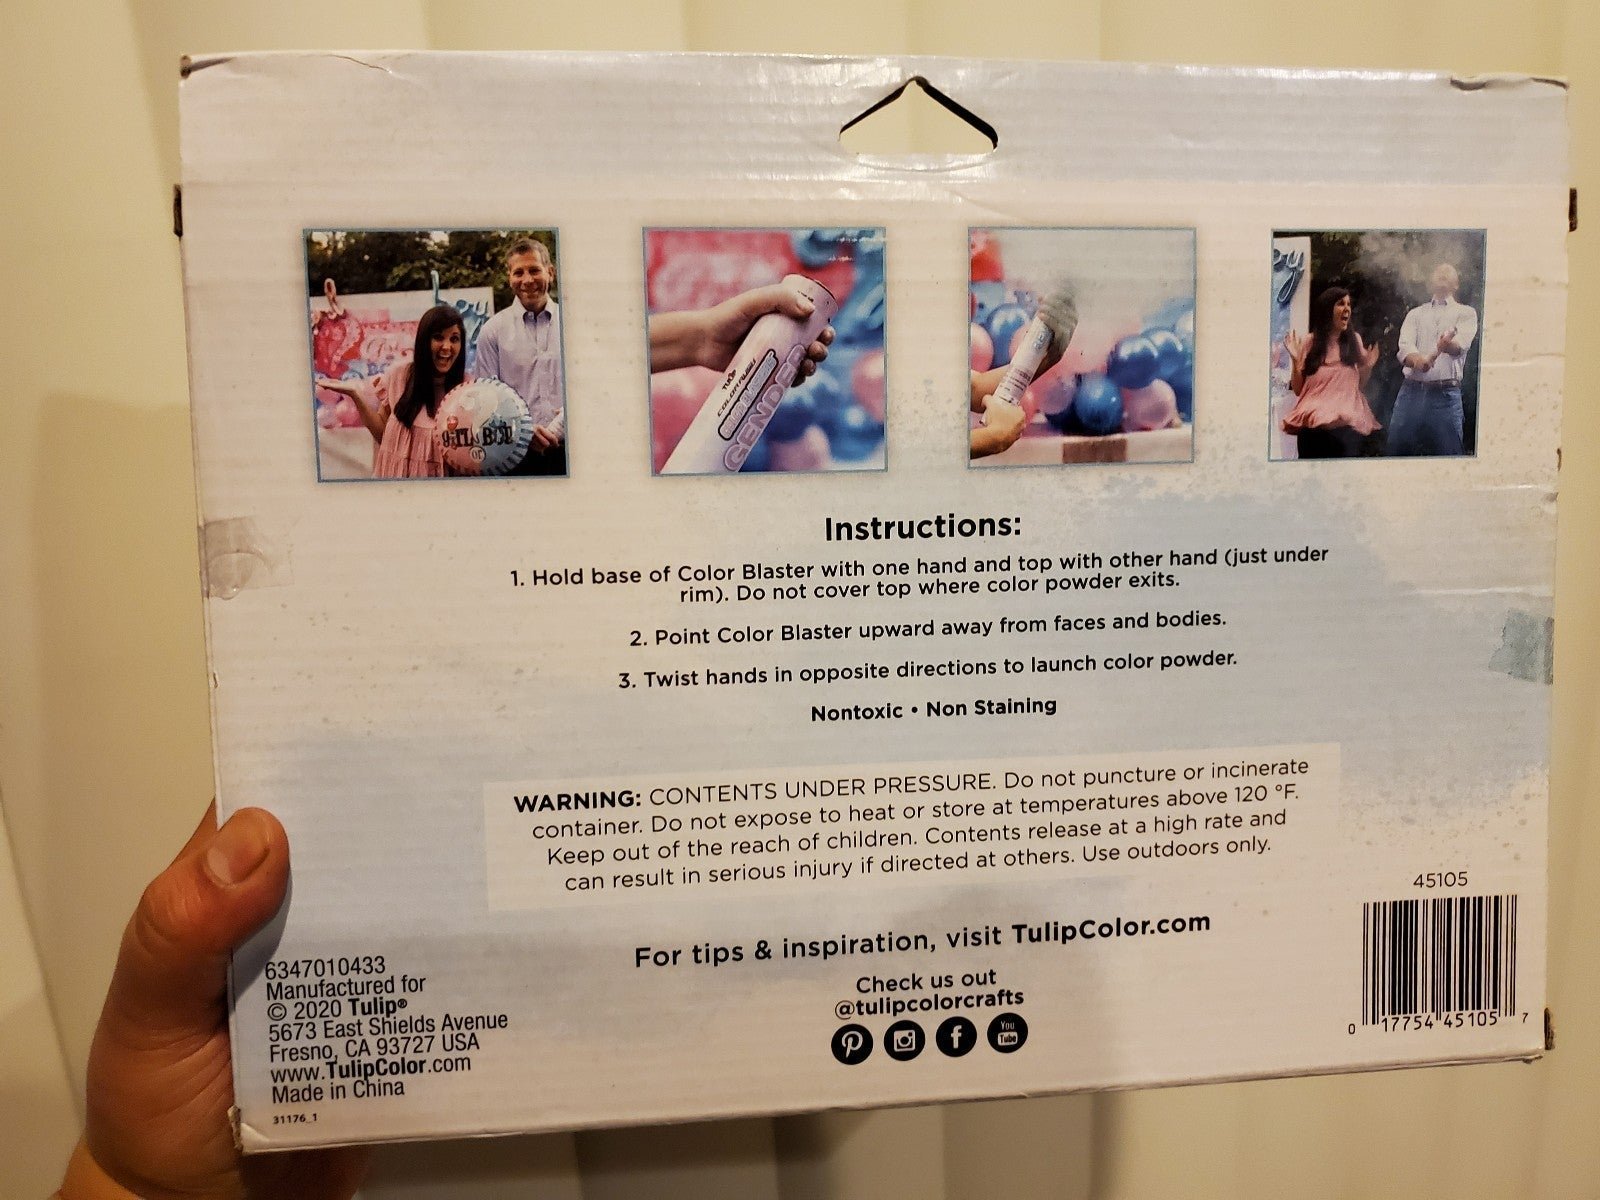 TULIP
COLOR POWDER
GENDER
Instructions:
1. Hold base of Color Blaster with one hand and top with other hand (just under
rim). Do not cover top where color powder exits.
2. Point Color Blaster upward away from faces and bodies.
3. Twist hands in opposite directions to launch color powder.
Nontoxic • Non Staining
WARNING: CONTENTS UNDER PRESSURE. Do not puncture or incinerate
container. Do not expose to heat or store at temperatures above 120 °F.
Keep out of the reach of children. Contents release at a high rate and
can result in serious injury if directed at others. Use outdoors only.
For tips & inspiration, visit TulipColor.com
Check us out
@tulipcolorcrafts
You
Tube
6347010433
Manufactured for
© 2020 Tulip®
5673 East Shields Avenue
Fresno, CA 93727 USA
www.TulipColor.com
Made in China
31176_1
45105
0 17754 45105 7